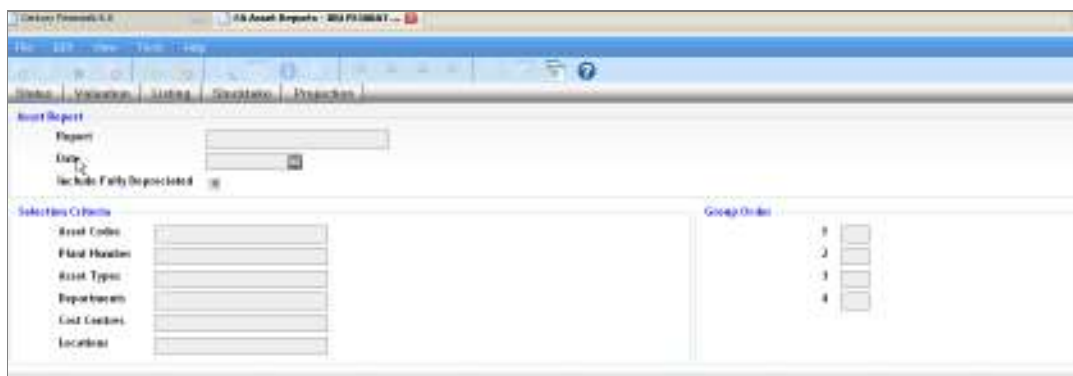 FA Asset Reports -
File Edit View Tools Help
Status Valuation Listing Stocktake Projection
Asset Report
Report
Date
Include Fully Depreciated
Selection Criteria
Group Order
Asset Codes
1
Plant Number
2
Asset Types
3
Departments
4
Cost Centres
Locations